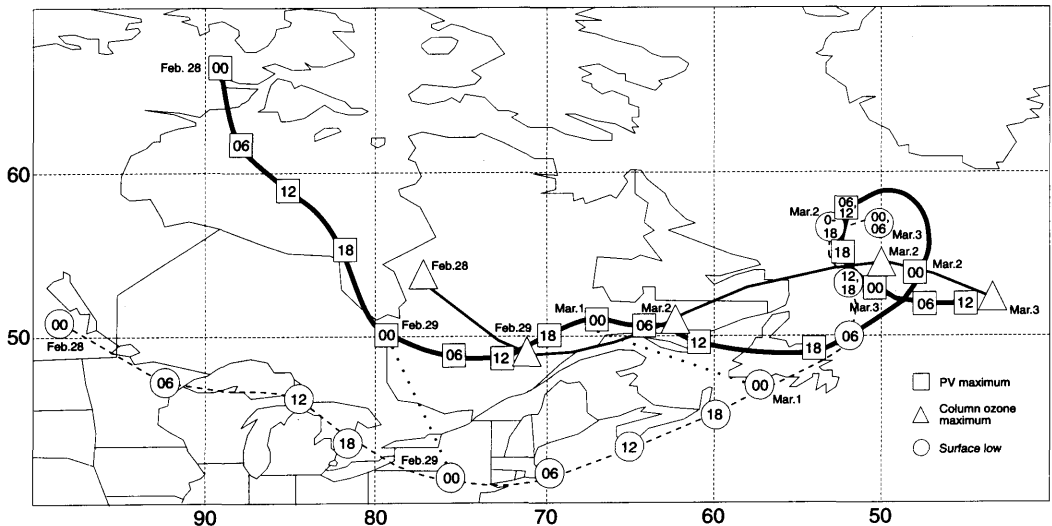 Feb. 28
00
06
12
18
60
50
00
Feb. 29
06
12
18
Mar. 1
00
06
12
18
Feb.28
Feb.29
Mar.2
00
Feb.28
06
12
18
Feb.29
00
06
12
18
00
Mar.1
06
12,
18
Mar.2
18
06,
12
00,
06
Mar.3
Mar.2
00
Mar.2
18
00
Mar.3
06
12
Mar.3
PV maximum
Column ozone
maximum
Surface low
90
80
70
60
50